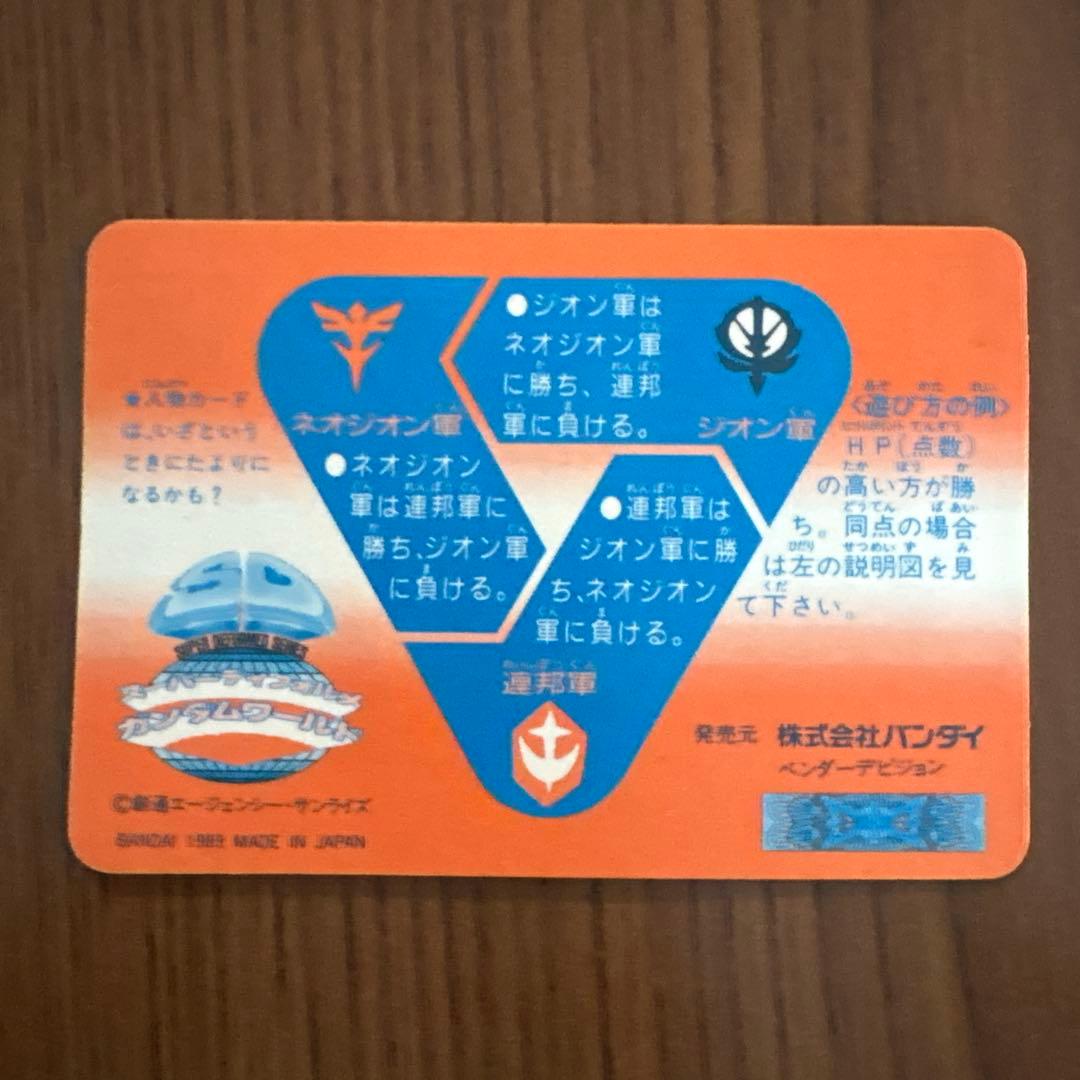 ●ジオン軍は
ネオジオン軍
に勝ち、連邦
軍に負ける。
ネオジオン軍
ジオン軍
●ネオジオン
軍は連邦軍に
勝ち、ジオン軍
に負ける。
●連邦軍は
ジオン軍に勝
ち、ネオジオン
軍に負ける。
連邦軍
★人物カード
は、いざという
ときにたよりに
なるかも?
〈遊び方の例〉
HP(点数)
の高い方が勝
ち。同点の場合
は左の説明図を見
て下さい。
SUPER DEFORMED SERIES
スーパーディフォルメ
ガンダムワールド
©創通エージェンシー・サンライズ
BANDAI 1989 MADE IN JAPAN
発売元 株式会社バンダイ
ベンダーデビジョン